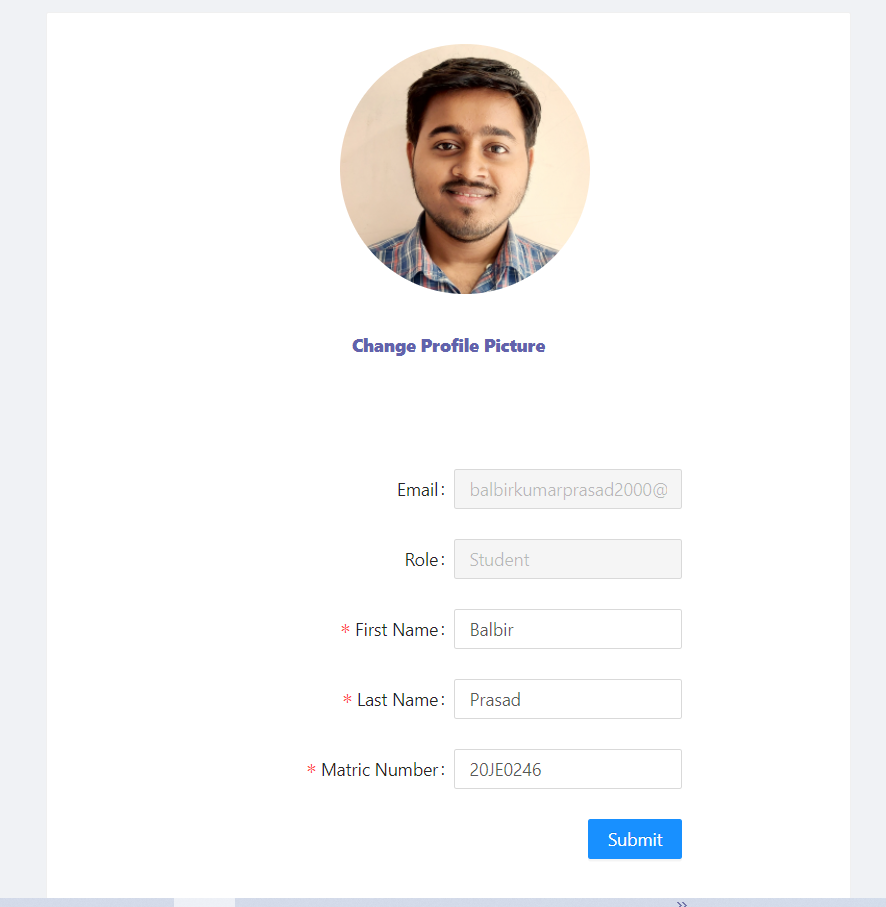 Change Profile Picture
Email: balbirkumarprasad2000@
Role: Student
* First Name: Balbir
* Last Name: Prasad
* Matric Number: 20JE0246
Submit
»